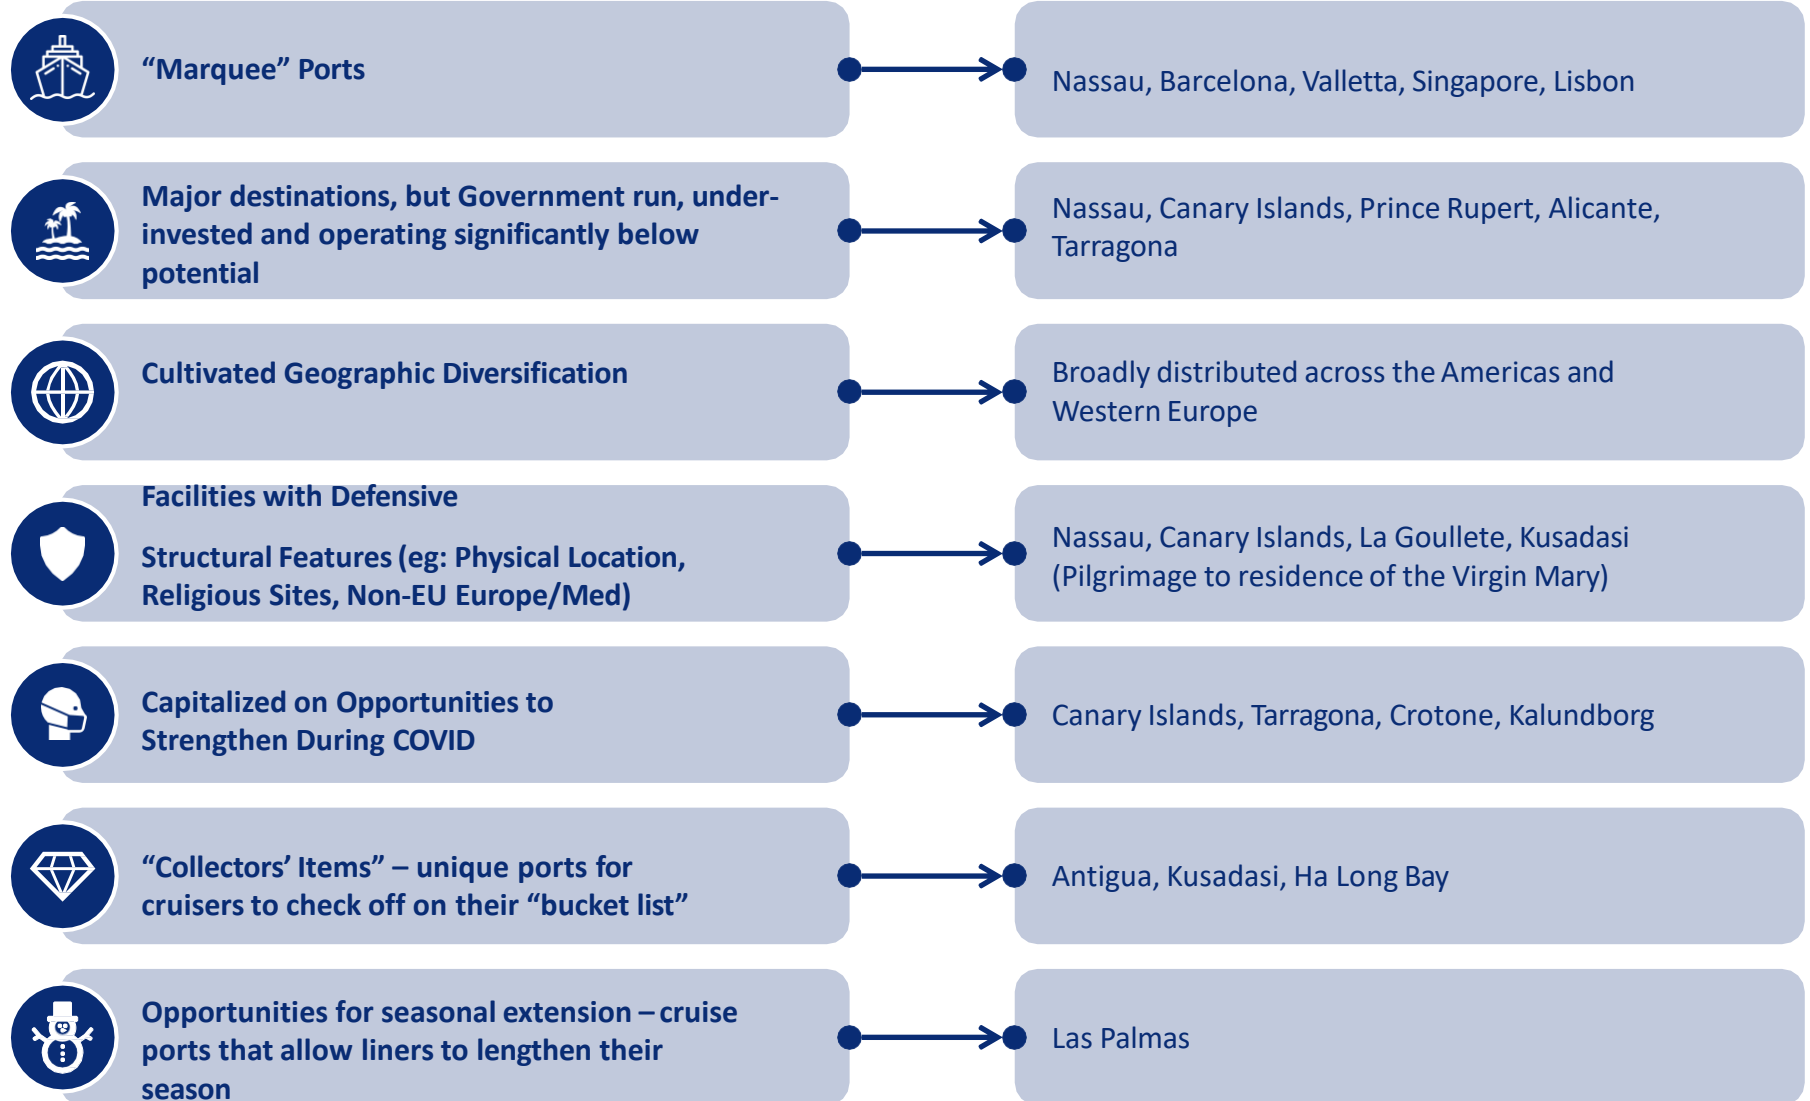 “Marquee” Ports
Nassau, Barcelona, Valletta, Singapore, Lisbon
Major destinations, but Government run, under-
invested and operating significantly below
potential
Nassau, Canary Islands, Prince Rupert, Alicante,
Tarragona
Cultivated Geographic Diversification
Broadly distributed across the Americas and
Western Europe
Facilities with Defensive
Structural Features (eg: Physical Location,
Religious Sites, Non-EU Europe/Med)
Nassau, Canary Islands, La Goullete, Kusadasi
(Pilgrimage to residence of the Virgin Mary)
Capitalized on Opportunities to
Strengthen During COVID
Canary Islands, Tarragona, Crotone, Kalundborg
“Collectors’ Items” – unique ports for
cruisers to check off on their “bucket list”
Antigua, Kusadasi, Ha Long Bay
Opportunities for seasonal extension – cruise
ports that allow liners to lengthen their
season
Las Palmas